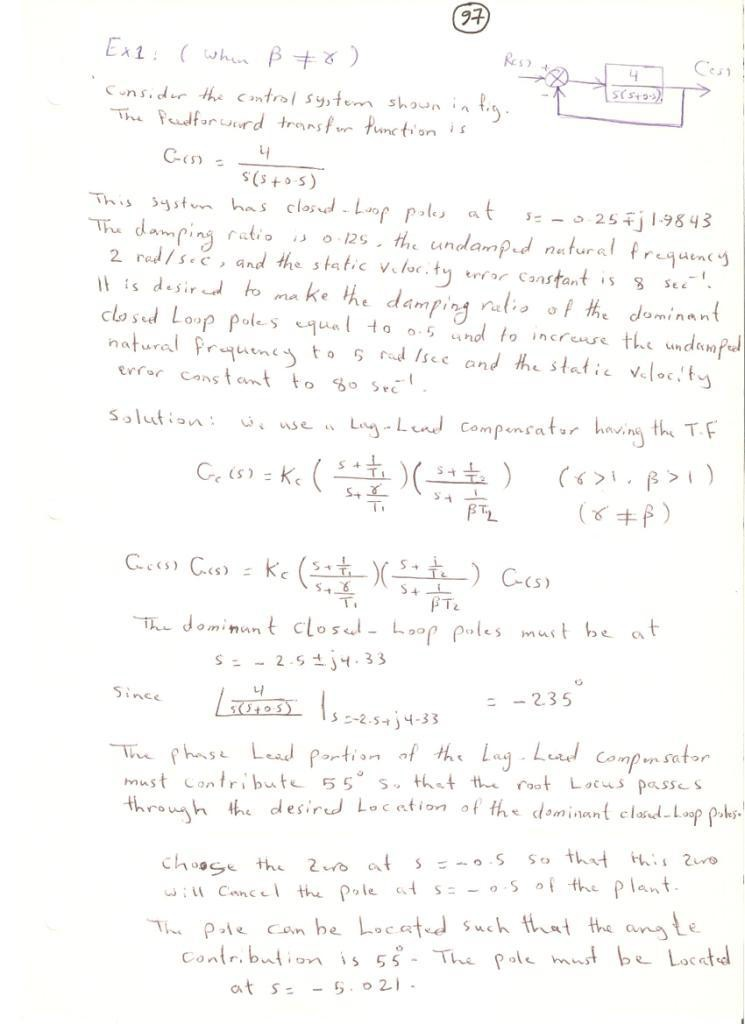 97
Ex1: ( when β ≠ γ )
R(s) + - 4 / s(s+0.5) C(s)
Consider the control system shown in fig.
The feedforward transfer function is
G(s) = 4 / s(s+0.5)
This system has closed-Loop poles at s= -0.25∓j1.9843
The damping ratio is 0.125, the undamped natural frequency
2 rad/sec, and the static velocity error constant is 8 sec⁻¹.
It is desired to make the damping ratio of the dominant
closed Loop poles equal to 0.5 and to increase the undamped
natural frequency to 5 rad/sec and the static velocity
error constant to 80 sec⁻¹.
Solution: we use a Lag-Lead compensator having the T.F
Gc(s) = Kc ( (s + 1/T1) / (s + γ/T1) ) ( (s + 1/T2) / (s + 1/βT2) ) (γ>1, β>1)
(γ ≠ β)
Gc(s) G(s) = Kc ( (s + 1/T1) / (s + γ/T1) ) ( (s + 1/T2) / (s + 1/βT2) ) G(s)
The dominant closed-Loop poles must be at
s = -2.5 ± j4.33
Since ∠ 4 / s(s+0.5) | s=-2.5+j4.33 = -235°
The phase Lead portion of the Lag-Lead compensator
must contribute 55° so that the root Locus passes
through the desired Location of the dominant closed-Loop poles.
Choose the zero at s = -0.5 so that this zero
will cancel the pole at s= -0.5 of the plant.
The pole can be Located such that the angle
contribution is 55°. The pole must be Located
at s= -5.021.